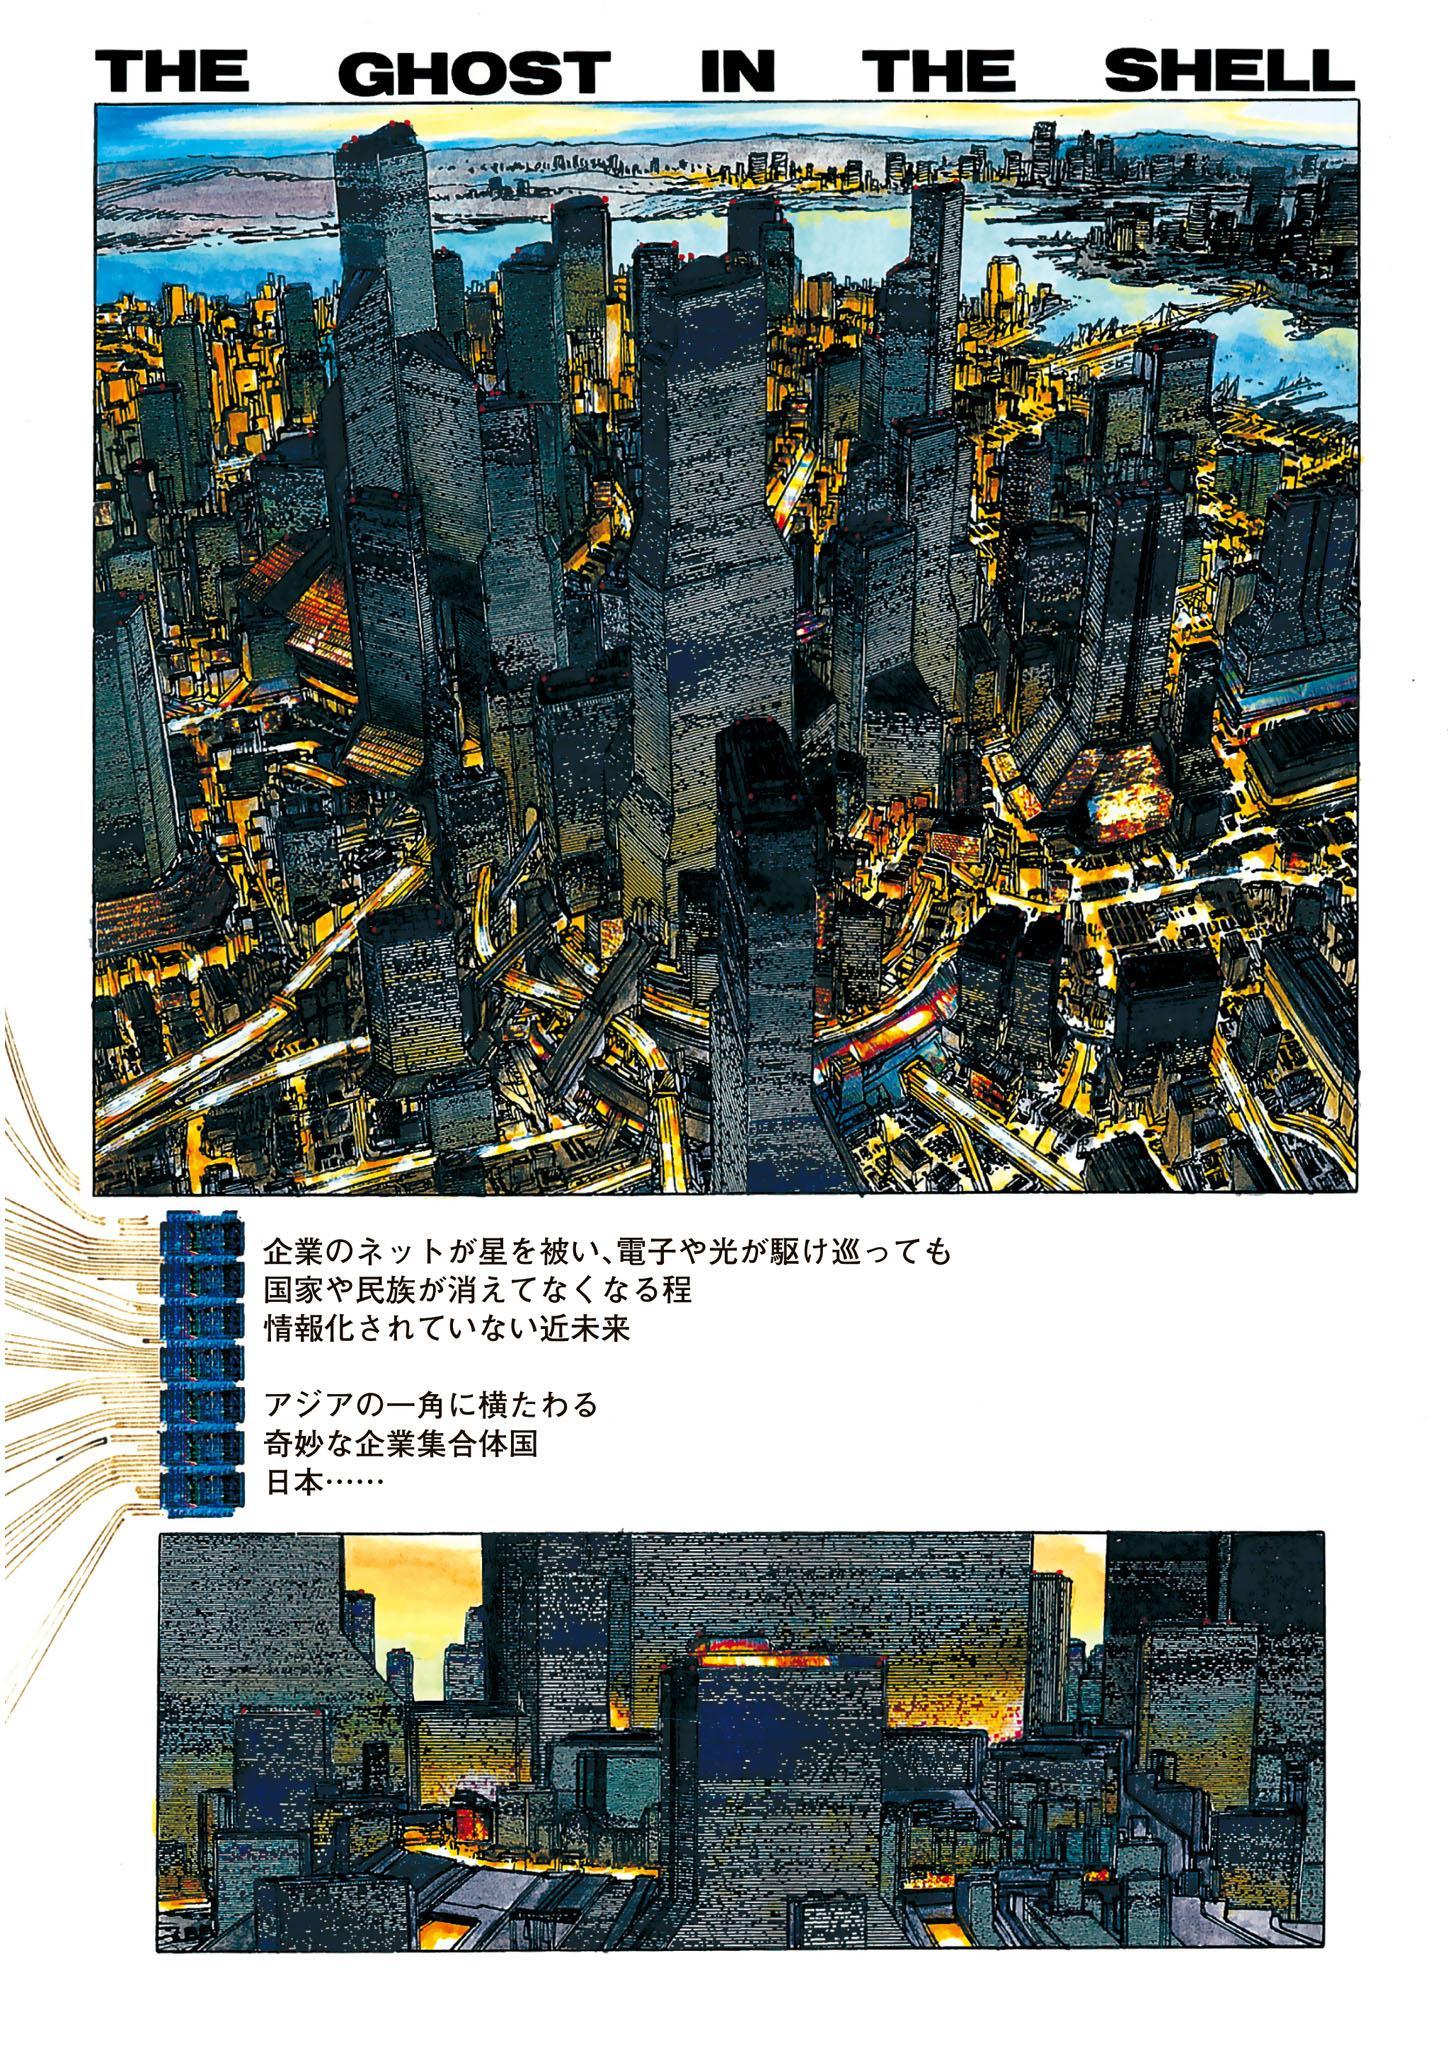 THE GHOST IN THE SHELL
企業のネットが星を被い、電子や光が駆け巡っても
国家や民族が消えてなくなる程
情報化されていない近未来
アジアの一角に横たわる
奇妙な企業集合体国
日本……